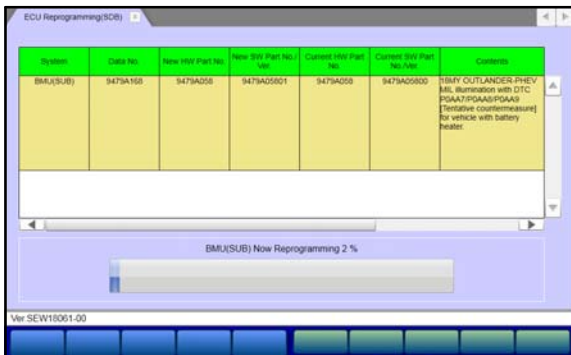 ECU Reprogramming(SDB)
System Data No. New HW Part No. New SW Part No./ Ver. Current HW Part No. Current SW Part No./Ver. Contents
BMU(SUB) 9479A168 9479A058 9479A05801 9479A058 9479A05800 18MY OUTLANDER-PHEV
MIL illumination with DTC
P0AA7/P0AA8/P0AA9
[Tentative countermeasure]
for vehicle with battery
heater.
BMU(SUB) Now Reprogramming 2 %
Ver.SEW18061-00